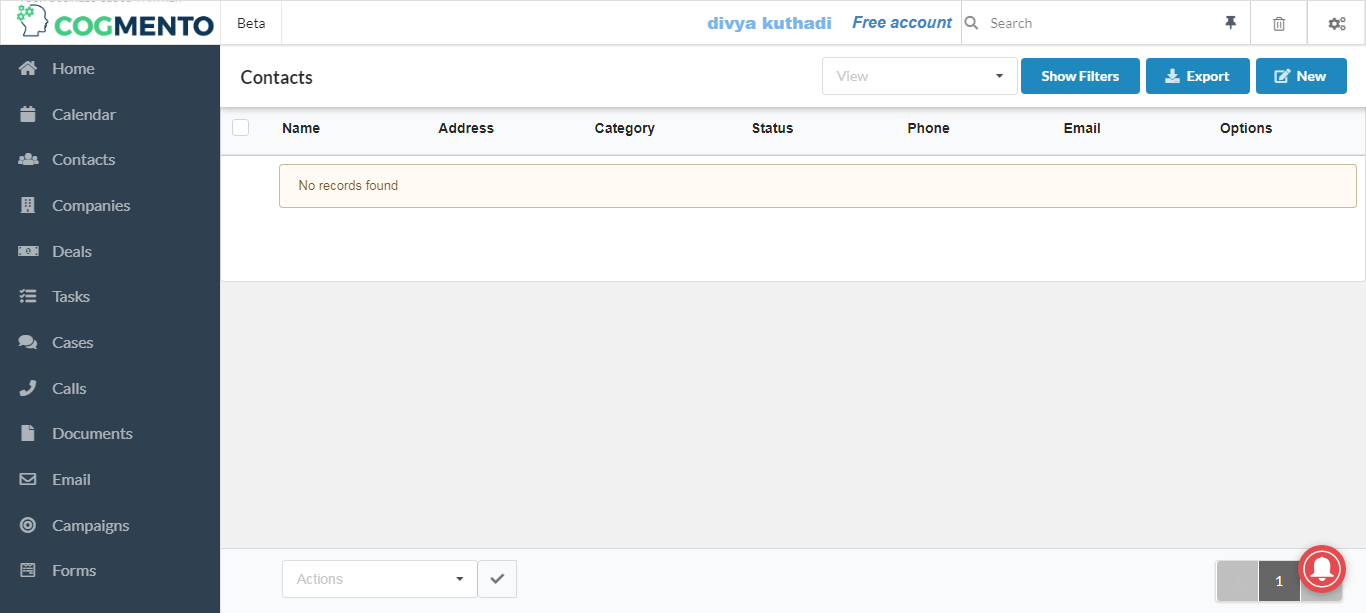 COGMENTO
Beta
divya kuthadi
Free account
Search
Home
Calendar
Contacts
Companies
Deals
Tasks
Cases
Calls
Documents
Email
Campaigns
Forms
Contacts
View
Show Filters
Export
New
Name Address Category Status Phone Email Options
No records found
Actions
1